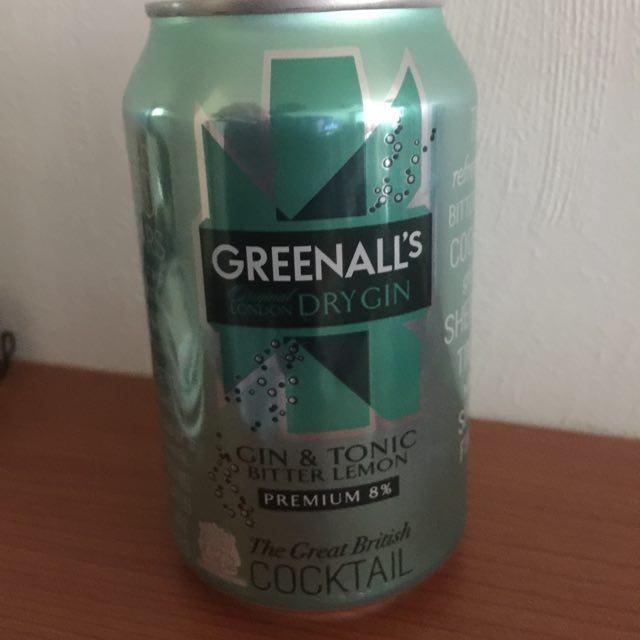 GREENALL'S
Original
LONDON DRY GIN
GIN & TONIC
BITTER LEMON
PREMIUM 8%
The Great British
COCKTAIL